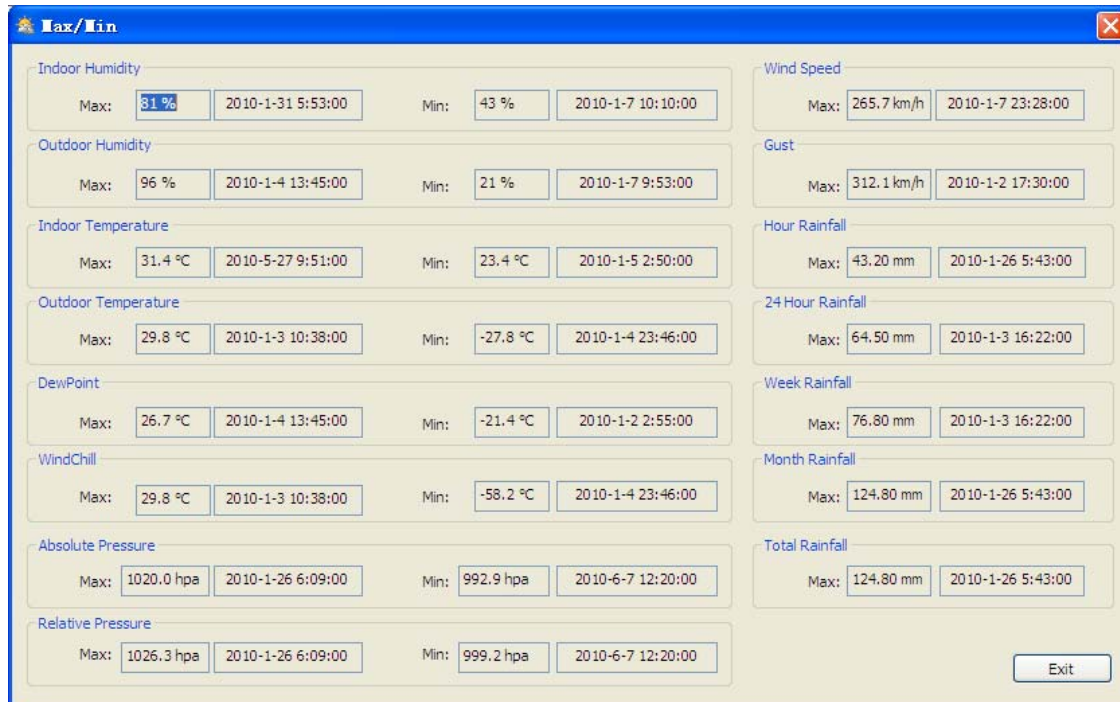 Max/Min
Indoor Humidity
Max: 81 % 2010-1-31 5:53:00 Min: 43 % 2010-1-7 10:10:00
Wind Speed
Max: 265.7 km/h 2010-1-7 23:28:00
Outdoor Humidity
Max: 96 % 2010-1-4 13:45:00 Min: 21 % 2010-1-7 9:53:00
Gust
Max: 312.1 km/h 2010-1-2 17:30:00
Indoor Temperature
Max: 31.4 ℃ 2010-5-27 9:51:00 Min: 23.4 ℃ 2010-1-5 2:50:00
Hour Rainfall
Max: 43.20 mm 2010-1-26 5:43:00
Outdoor Temperature
Max: 29.8 ℃ 2010-1-3 10:38:00 Min: -27.8 ℃ 2010-1-4 23:46:00
24 Hour Rainfall
Max: 64.50 mm 2010-1-3 16:22:00
DewPoint
Max: 26.7 ℃ 2010-1-4 13:45:00 Min: -21.4 ℃ 2010-1-2 2:55:00
Week Rainfall
Max: 76.80 mm 2010-1-3 16:22:00
WindChill
Max: 29.8 ℃ 2010-1-3 10:38:00 Min: -58.2 ℃ 2010-1-4 23:46:00
Month Rainfall
Max: 124.80 mm 2010-1-26 5:43:00
Absolute Pressure
Max: 1020.0 hpa 2010-1-26 6:09:00 Min: 992.9 hpa 2010-6-7 12:20:00
Total Rainfall
Max: 124.80 mm 2010-1-26 5:43:00
Relative Pressure
Max: 1026.3 hpa 2010-1-26 6:09:00 Min: 999.2 hpa 2010-6-7 12:20:00
Exit